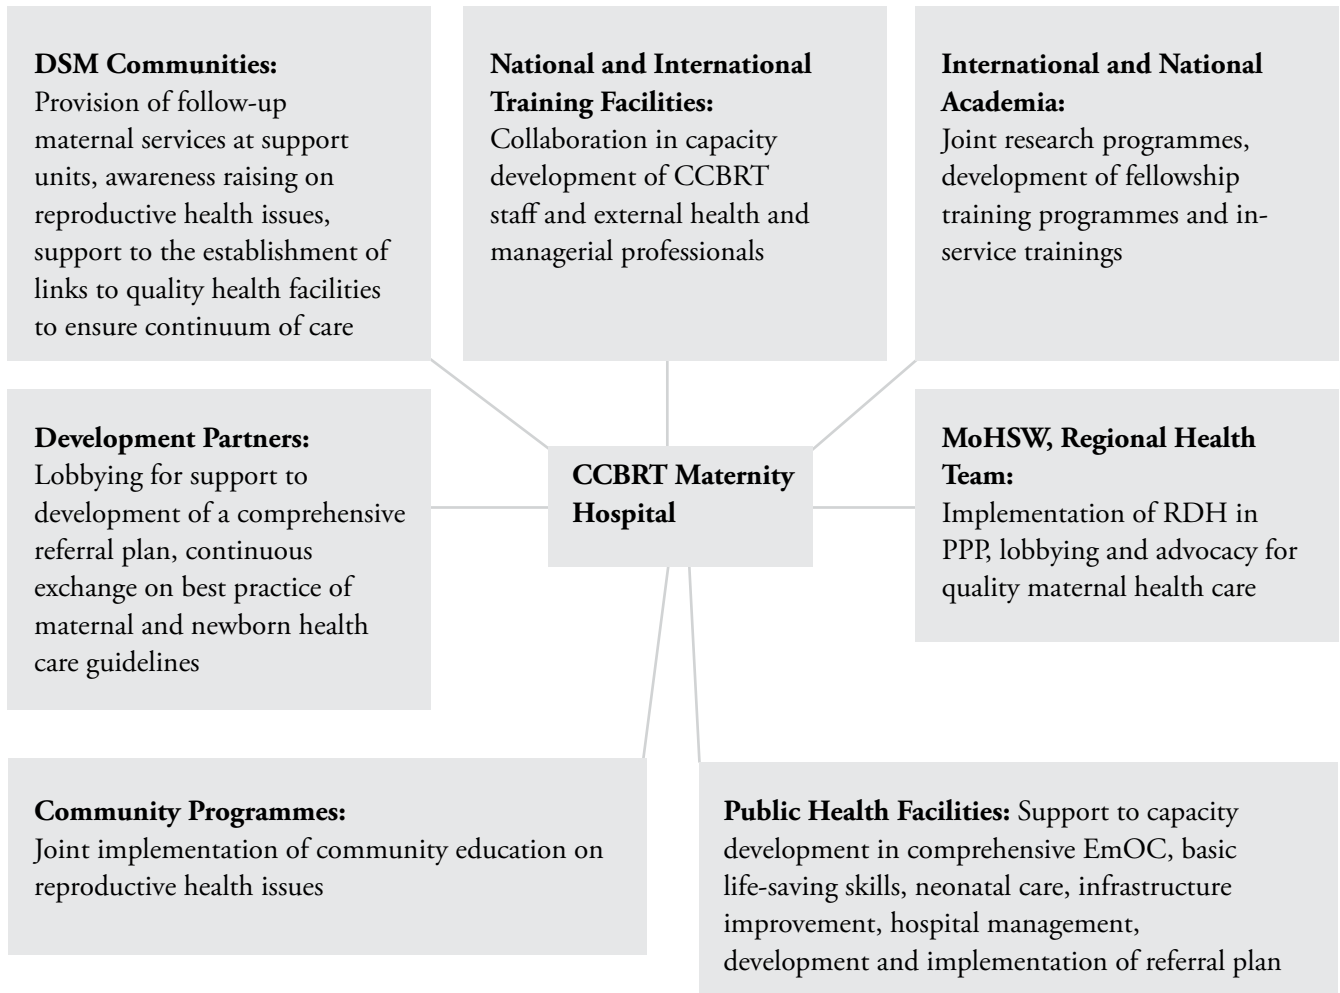 DSM Communities:
Provision of follow-up
maternal services at support
units, awareness raising on
reproductive health issues,
support to the establishment of
links to quality health facilities
to ensure continuum of care
National and International
Training Facilities:
Collaboration in capacity
development of CCBRT
staff and external health and
managerial professionals
International and National
Academia:
Joint research programmes,
development of fellowship
training programmes and in-
service trainings
Development Partners:
Lobbying for support to
development of a comprehensive
referral plan, continuous
exchange on best practice of
maternal and newborn health
care guidelines
CCBRT Maternity
Hospital
MoHSW, Regional Health
Team:
Implementation of RDH in
PPP, lobbying and advocacy for
quality maternal health care
Community Programmes:
Joint implementation of community education on
reproductive health issues
Public Health Facilities: Support to capacity
development in comprehensive EmOC, basic
life-saving skills, neonatal care, infrastructure
improvement, hospital management,
development and implementation of referral plan